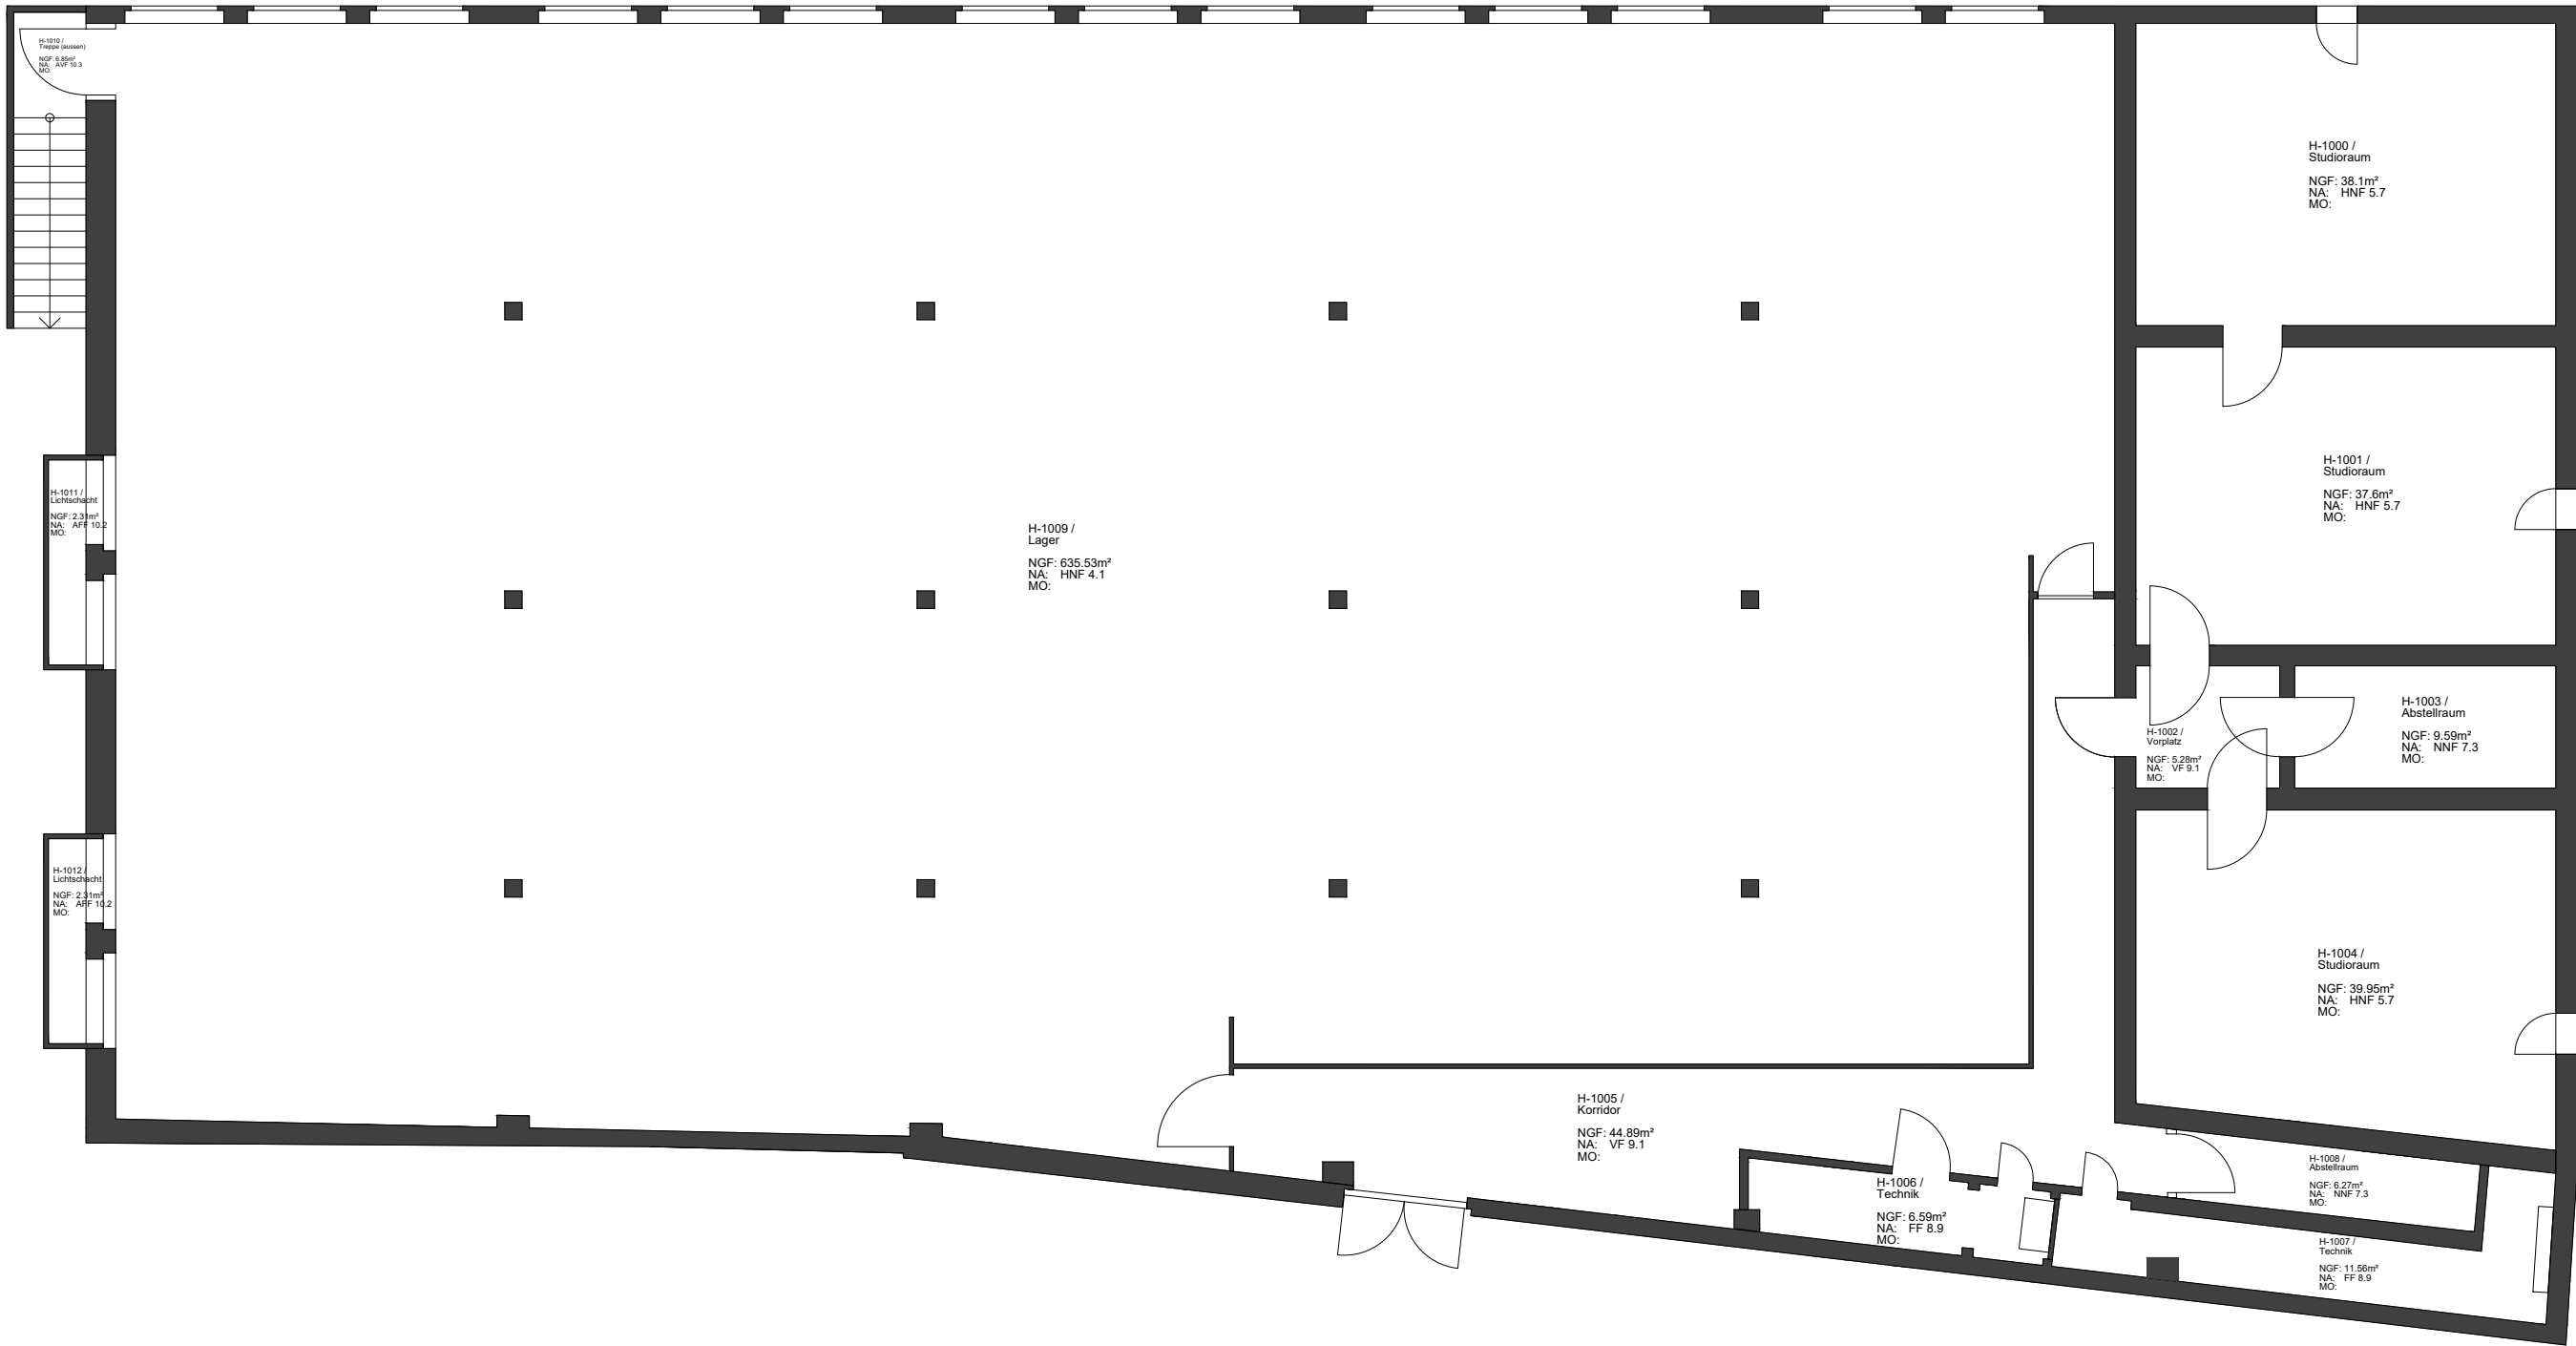 H-1010 /
Treppe (aussen)
NGF: 6.85m²
NA: AVF 10.3
MO:
H-1000 /
Studioraum
NGF: 38.1m²
NA: HNF 5.7
MO:
H-1001 /
Studioraum
NGF: 37.6m²
NA: HNF 5.7
MO:
H-1011 /
Lichtschacht
NGF: 2.31m²
NA: AFF 10.2
MO:
H-1009 /
Lager
NGF: 635.53m²
NA: HNF 4.1
MO:
H-1003 /
Abstellraum
NGF: 9.59m²
NA: NNF 7.3
MO:
H-1002 /
Vorplatz
NGF: 5.28m²
NA: VF 9.1
MO:
H-1012 /
Lichtschacht
NGF: 2.31m²
NA: AFF 10.2
MO:
H-1004 /
Studioraum
NGF: 39.95m²
NA: HNF 5.7
MO:
H-1005 /
Korridor
NGF: 44.89m²
NA: VF 9.1
MO:
H-1008 /
Abstellraum
NGF: 6.27m²
NA: NNF 7.3
MO:
H-1006 /
Technik
NGF: 6.59m²
NA: FF 8.9
MO:
H-1007 /
Technik
NGF: 11.56m²
NA: FF 8.9
MO: